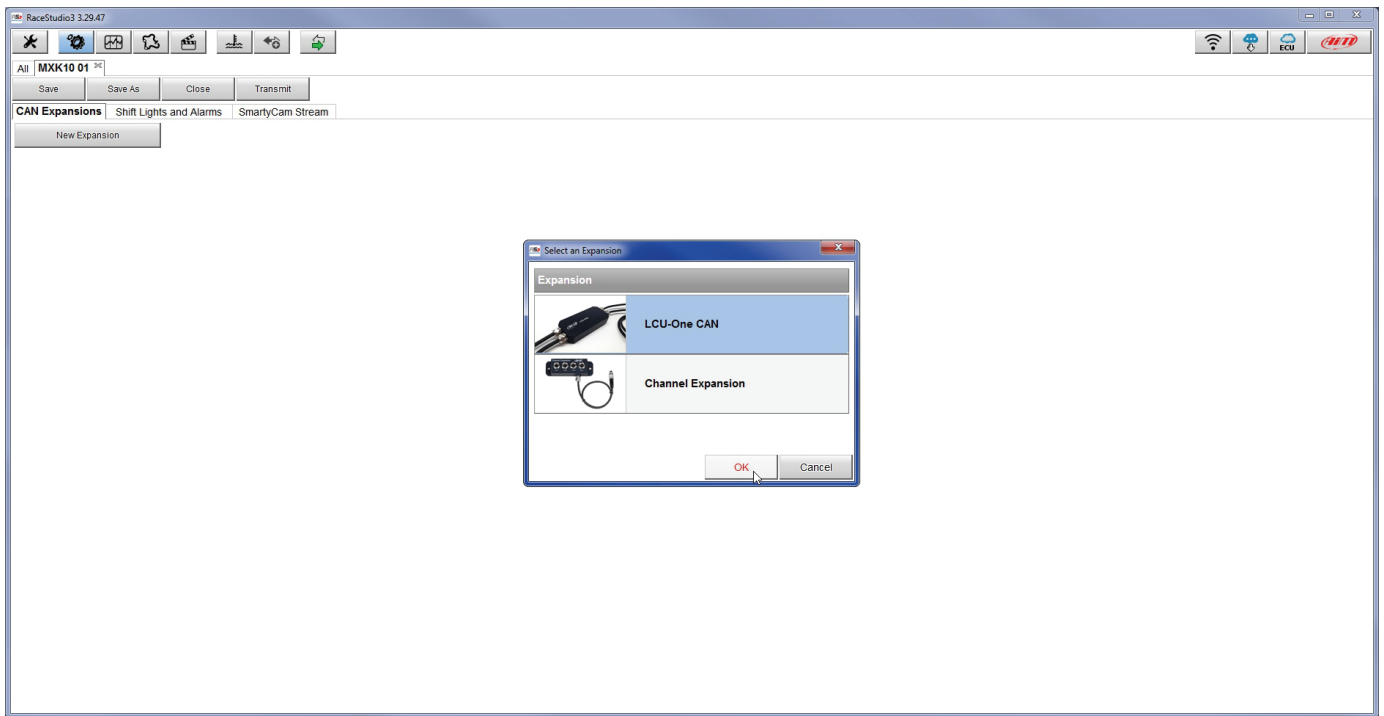 RaceStudio3 3.29.47
ECU
AiM
All MXK10 01
Save Save As Close Transmit
CAN Expansions Shift Lights and Alarms SmartyCam Stream
New Expansion
Select an Expansion
Expansion
LCU-One CAN
Channel Expansion
OK Cancel